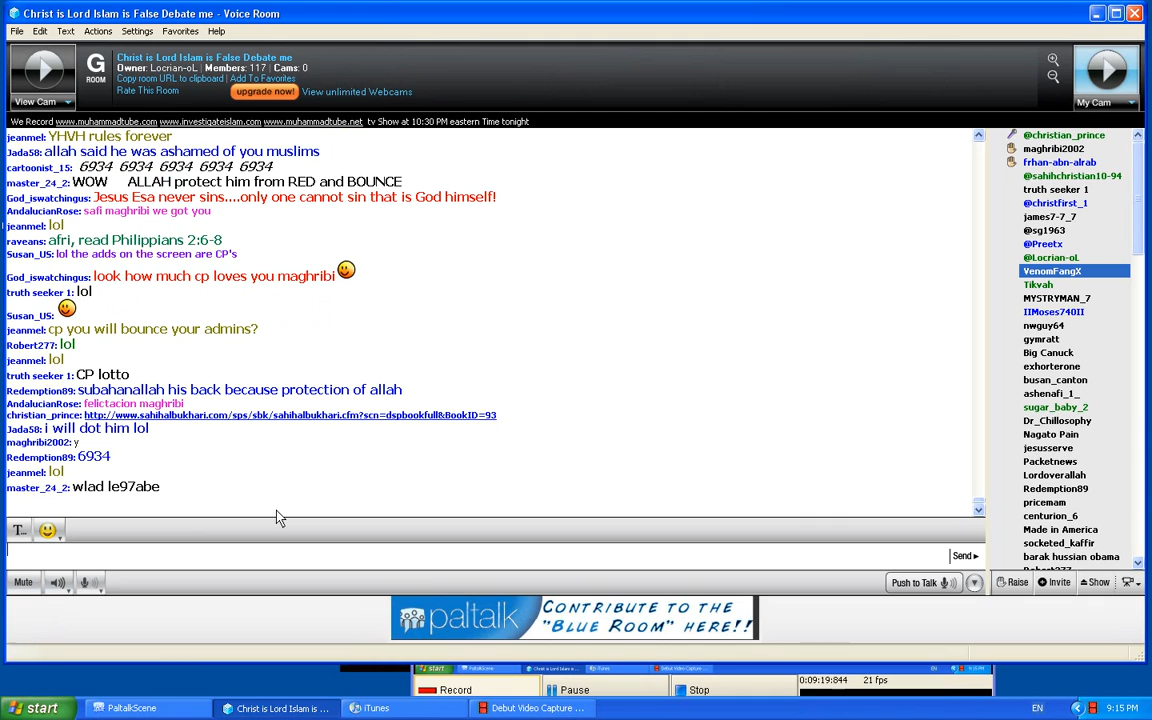 Christ is Lord Islam is False Debate me - Voice Room
File Edit Text Actions Settings Favorites Help
G ROOM
Christ is Lord Islam is False Debate me
Owner: Locrian-oL | Members: 117 | Cams: 0
Copy room URL to clipboard | Add To Favorites
Rate This Room upgrade now! View unlimited Webcams
View Cam
My Cam
We Record www.muhammadtube.com www.investigateislam.com www.muhammadtube.net tv Show at 10:30 PM eastern Time tonight
jeanmel: YHVH rules forever
Jada58: allah said he was ashamed of you muslims
cartoonist_15: 6934 6934 6934 6934 6934
master_24_2: WOW ALLAH protect him from RED and BOUNCE
God_iswatchingus: Jesus Esa never sins....only one cannot sin that is God himself!
AndalucianRose: safi maghribi we got you
jeanmel: lol
raveans: afri, read Philippians 2:6-8
Susan_US: lol the adds on the screen are CP's
God_iswatchingus: look how much cp loves you maghribi
truth seeker 1: lol
Susan_US:
jeanmel: cp you will bounce your admins?
Robert277: lol
jeanmel: lol
truth seeker 1: CP lotto
Redemption89: subahanallah his back because protection of allah
AndalucianRose: felictacion maghribi
christian_prince: http://www.sahihalbukhari.com/sps/sbk/sahihalbukhari.cfm?scn=dspbookfull&BookID=93
Jada58: i will dot him lol
maghribi2002: y
Redemption89: 6934
jeanmel: lol
master_24_2: wlad le97abe
@christian_prince
maghribi2002
frhan-abn-alrab
@sahihchristian10-94
truth seeker 1
@christfirst_1
james7-7_7
@sg1963
@Preetx
@Locrian-oL
VenomFangX
Tikvah
MYSTRYMAN_7
IIMoses740II
nwguy64
gymratt
Big Canuck
exhorterone
busan_canton
ashenafi_1_
sugar_baby_2
Dr_Chillosophy
Nagato Pain
jesusserve
Packetnews
Lordoverallah
Redemption89
pricemam
centurion_6
Made in America
socketed_kaffir
barak hussian obama
Robert277
T...
Send
Mute
Push to Talk
Raise Invite Show
paltalk CONTRIBUTE TO THE
"BLUE ROOM" HERE!!
start PaltalkScene Christ is Lord Islam is... iTunes Debut Video Capture ...
Record Pause Stop 0:09:19:844 21 fps
start PaltalkScene Christ is Lord Islam is ... iTunes Debut Video Capture ... EN 9:15 PM